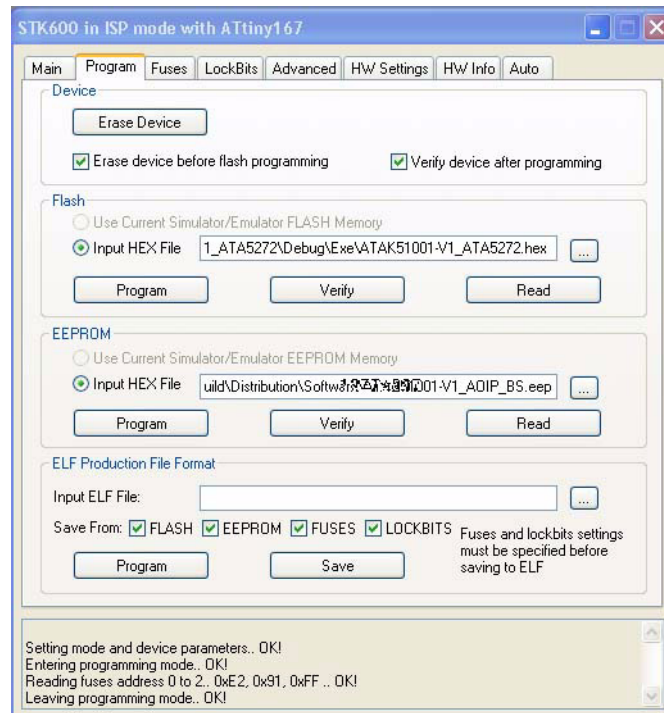 STK600 in ISP mode with ATtiny167
Main Program Fuses LockBits Advanced HW Settings HW Info Auto
Device
Erase Device
Erase device before flash programming Verify device after programming
Flash
Use Current Simulator/Emulator FLASH Memory
Input HEX File 1_ATA5272\Debug\Exe\ATAK51001-V1_ATA5272.hex ...
Program Verify Read
EEPROM
Use Current Simulator/Emulator EEPROM Memory
Input HEX File ...
Program Verify Read
ELF Production File Format
Input ELF File: ...
Save From: FLASH EEPROM FUSES LOCKBITS Fuses and lockbits settings
must be specified before
Program Save saving to ELF
Setting mode and device parameters.. OK!
Entering programming mode.. OK!
Reading fuses address 0 to 2.. 0xE2, 0x91, 0xFF .. OK!
Leaving programming mode.. OK!